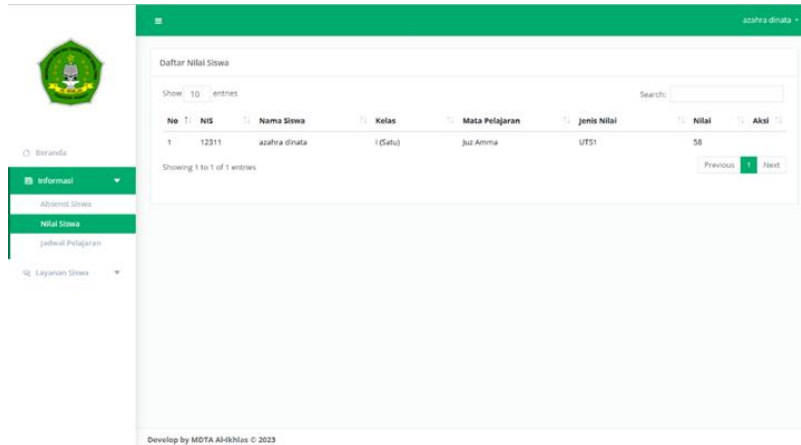 azahra dinata
Daftar Nilai Siswa
Show 10 entries
Search:
No NIS Nama Siswa Kelas Mata Pelajaran Jenis Nilai Nilai Aksi
1 12311 azahra dinata I (Satu) Juz Amma UTS1 58
Showing 1 to 1 of 1 entries
Previous 1 Next
Beranda
Informasi
Absensi Siswa
Nilai Siswa
Jadwal Pelajaran
Layanan Siswa
Develop by MDTA Al-Ikhlas © 2023